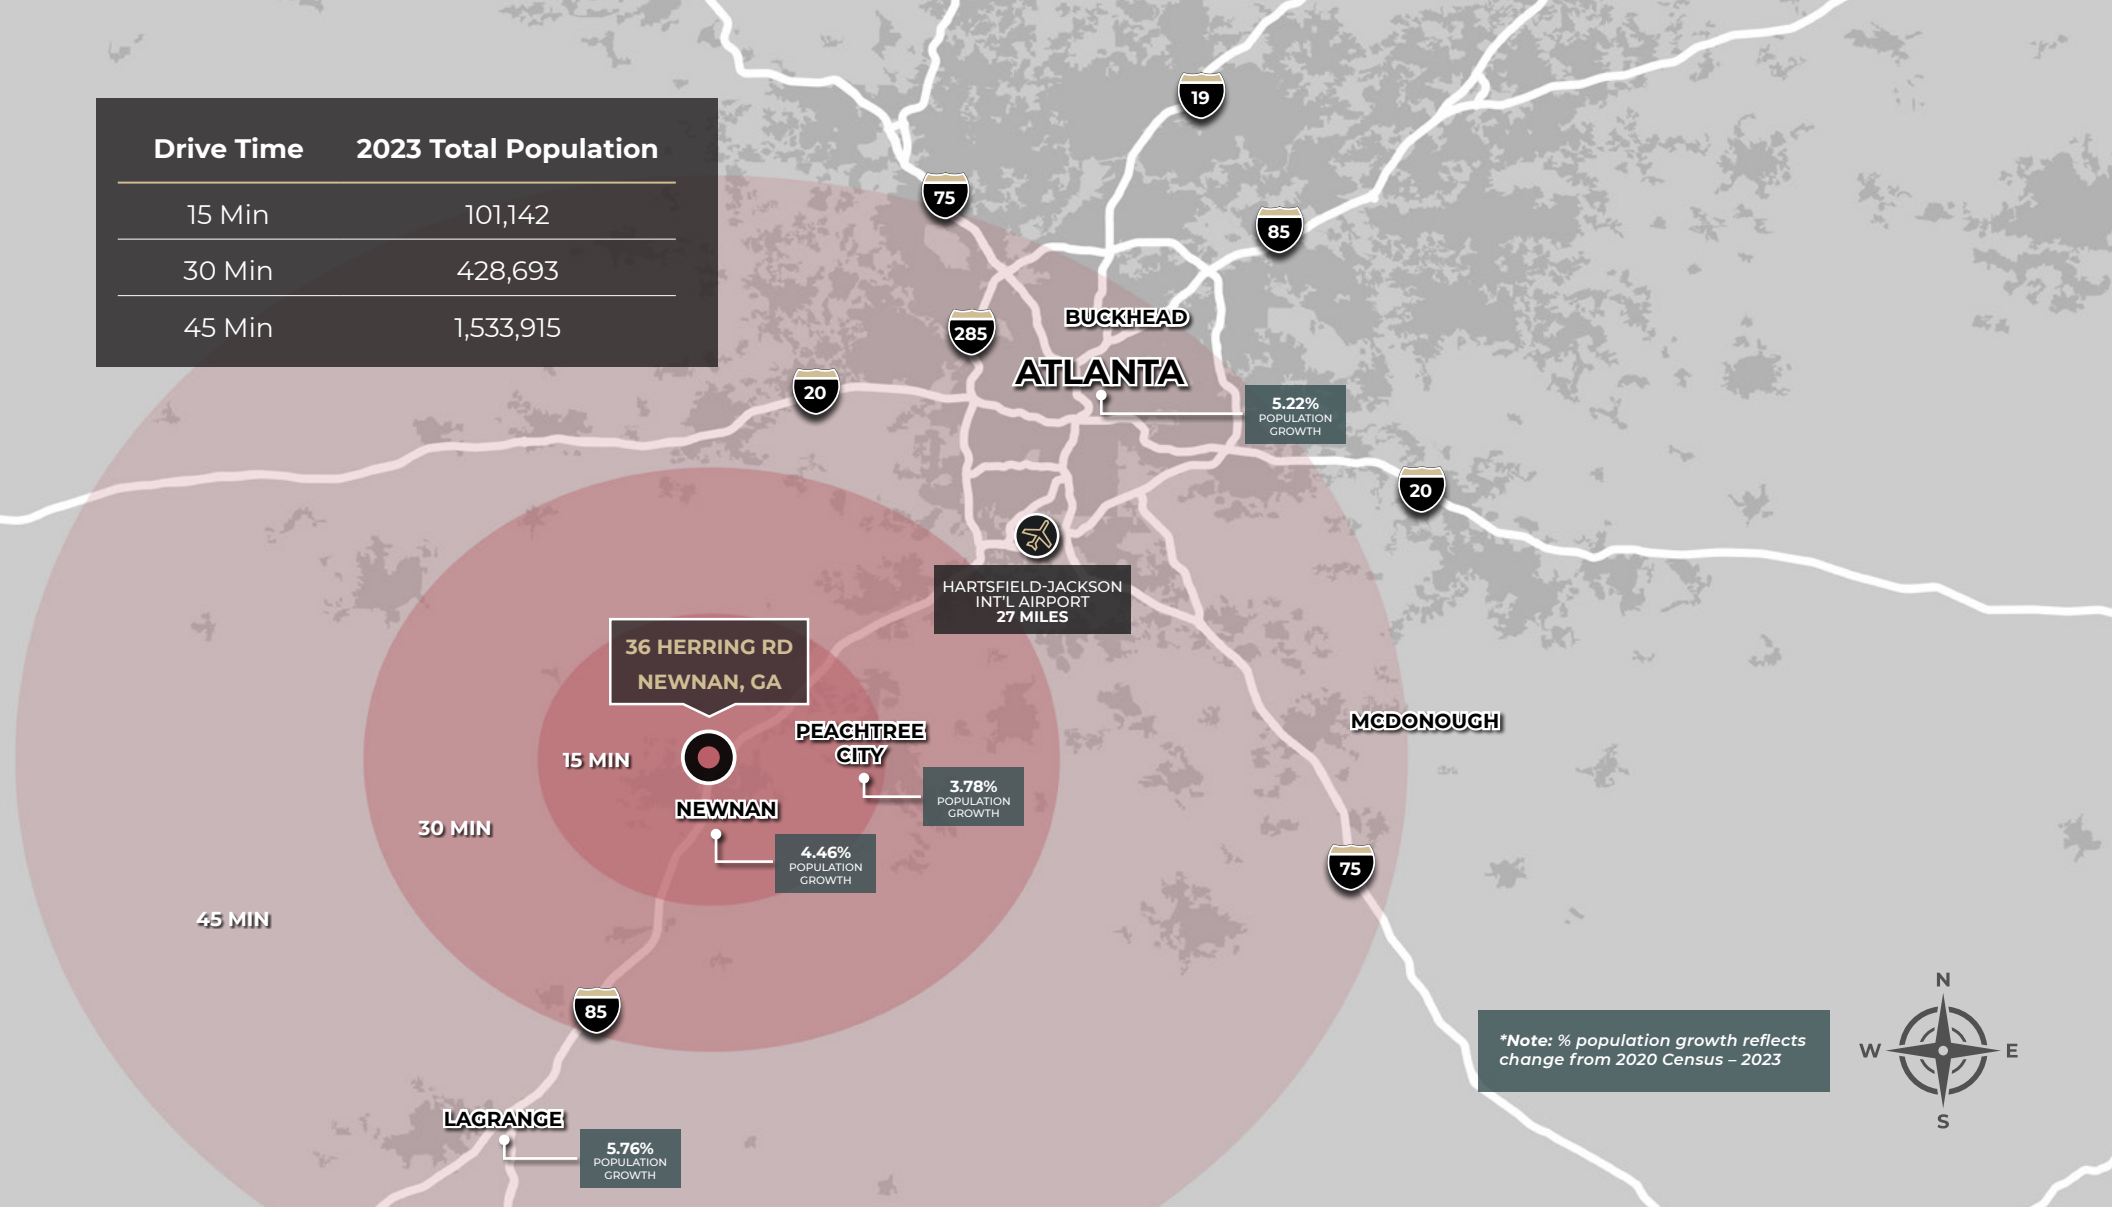 Drive Time 2023 Total Population
15 Min 101,142
30 Min 428,693
45 Min 1,533,915
19
75
85
285
BUCKHEAD
ATLANTA
20
5.22%
POPULATION
GROWTH
20
HARTSFIELD-JACKSON
INT'L AIRPORT
27 MILES
36 HERRING RD
NEWNAN, GA
15 MIN
PEACHTREE
CITY
3.78%
POPULATION
GROWTH
MCDONOUGH
NEWNAN
4.46%
POPULATION
GROWTH
30 MIN
75
45 MIN
85
LAGRANGE
5.76%
POPULATION
GROWTH
*Note: % population growth reflects
change from 2020 Census – 2023
N
W E
S